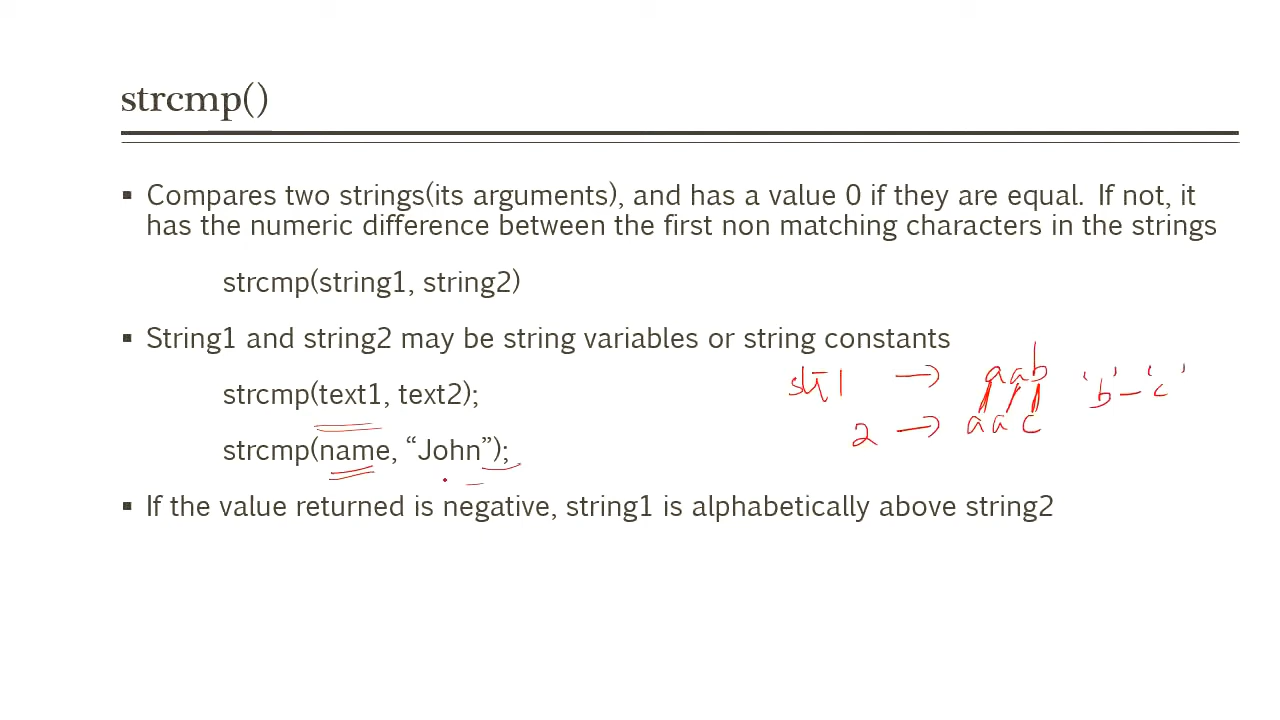 strcmp()
▪ Compares two strings(its arguments), and has a value 0 if they are equal. If not, it
has the numeric difference between the first non matching characters in the strings
strcmp(string1, string2)
▪ String1 and string2 may be string variables or string constants
str1 → aab 'b' - 'c'
strcmp(text1, text2);
2 → aac
strcmp(name, “John”);
▪ If the value returned is negative, string1 is alphabetically above string2